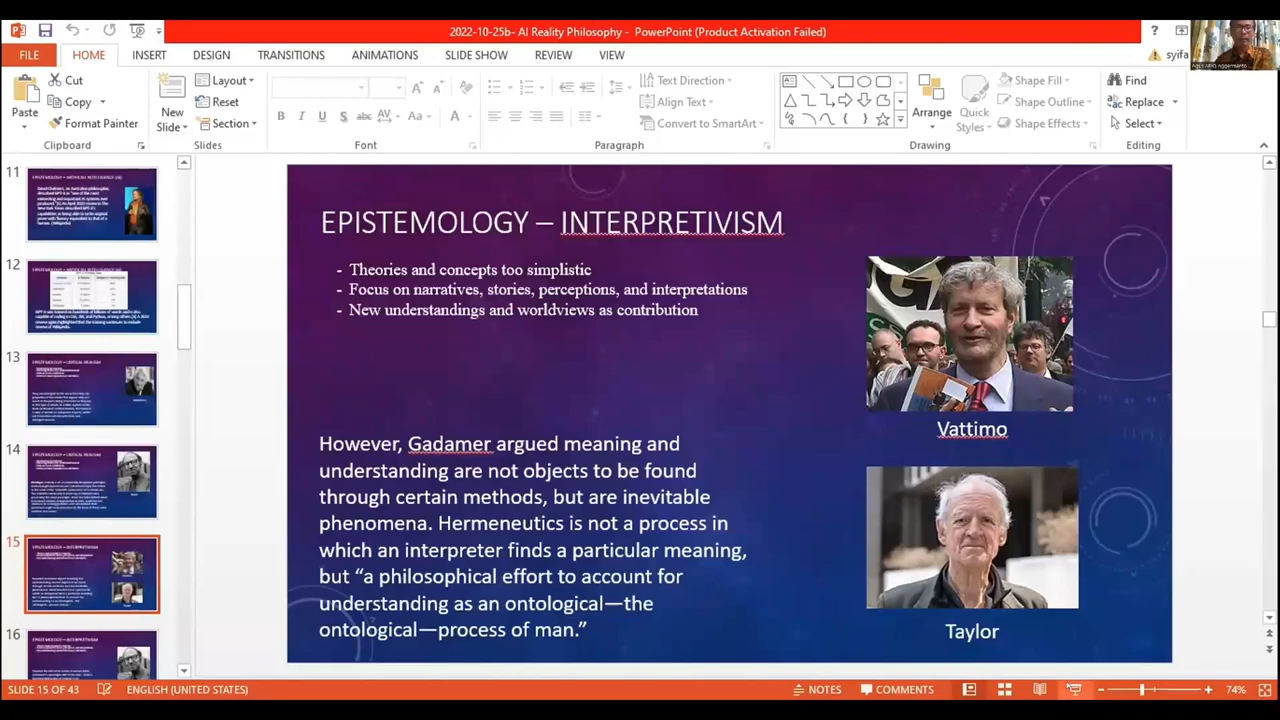 2022-10-25b- AI Reality Philosophy - PowerPoint (Product Activation Failed)
FILE HOME INSERT DESIGN TRANSITIONS ANIMATIONS SLIDE SHOW REVIEW VIEW syifa
Paste Cut Copy Format Painter
Clipboard
New Slide Layout Reset Section
Slides
Font
Text Direction Align Text Convert to SmartArt
Paragraph
Arrange Quick Styles Shape Fill Shape Outline Shape Effects
Drawing
Find Replace Select
Editing
11
12
13
14
15
16
EPISTEMOLOGY – INTERPRETIVISM
- Theories and concepts too simplistic
- Focus on narratives, stories, perceptions, and interpretations
- New understandings and worldviews as contribution
However, Gadamer argued meaning and
understanding are not objects to be found
through certain methods, but are inevitable
phenomena. Hermeneutics is not a process in
which an interpreter finds a particular meaning,
but “a philosophical effort to account for
understanding as an ontological—the
ontological—process of man.”
Vattimo
Taylor
SLIDE 15 OF 43 ENGLISH (UNITED STATES) NOTES COMMENTS 74%